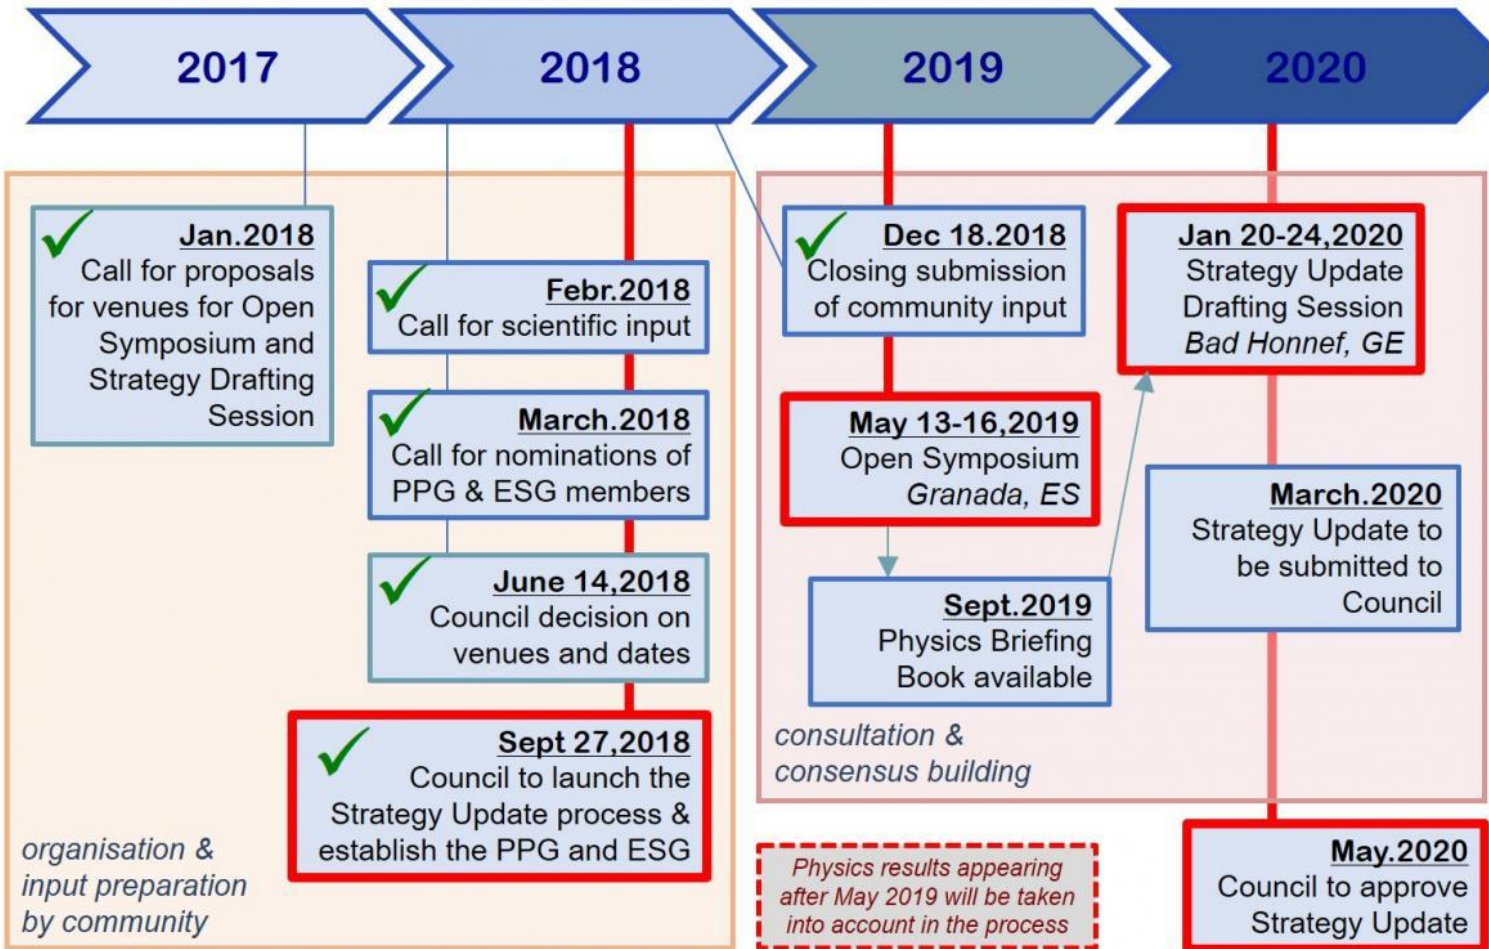 2017
2018
2019
2020
Jan.2018
Call for proposals
for venues for Open
Symposium and
Strategy Drafting
Session
Febr.2018
Call for scientific input
March.2018
Call for nominations of
PPG & ESG members
June 14,2018
Council decision on
venues and dates
Sept 27,2018
Council to launch the
Strategy Update process &
establish the PPG and ESG
organisation &
input preparation
by community
Dec 18.2018
Closing submission
of community input
May 13-16,2019
Open Symposium
Granada, ES
Sept.2019
Physics Briefing
Book available
Jan 20-24,2020
Strategy Update
Drafting Session
Bad Honnef, GE
March.2020
Strategy Update to
be submitted to
Council
consultation &
consensus building
Physics results appearing
after May 2019 will be taken
into account in the process
May.2020
Council to approve
Strategy Update